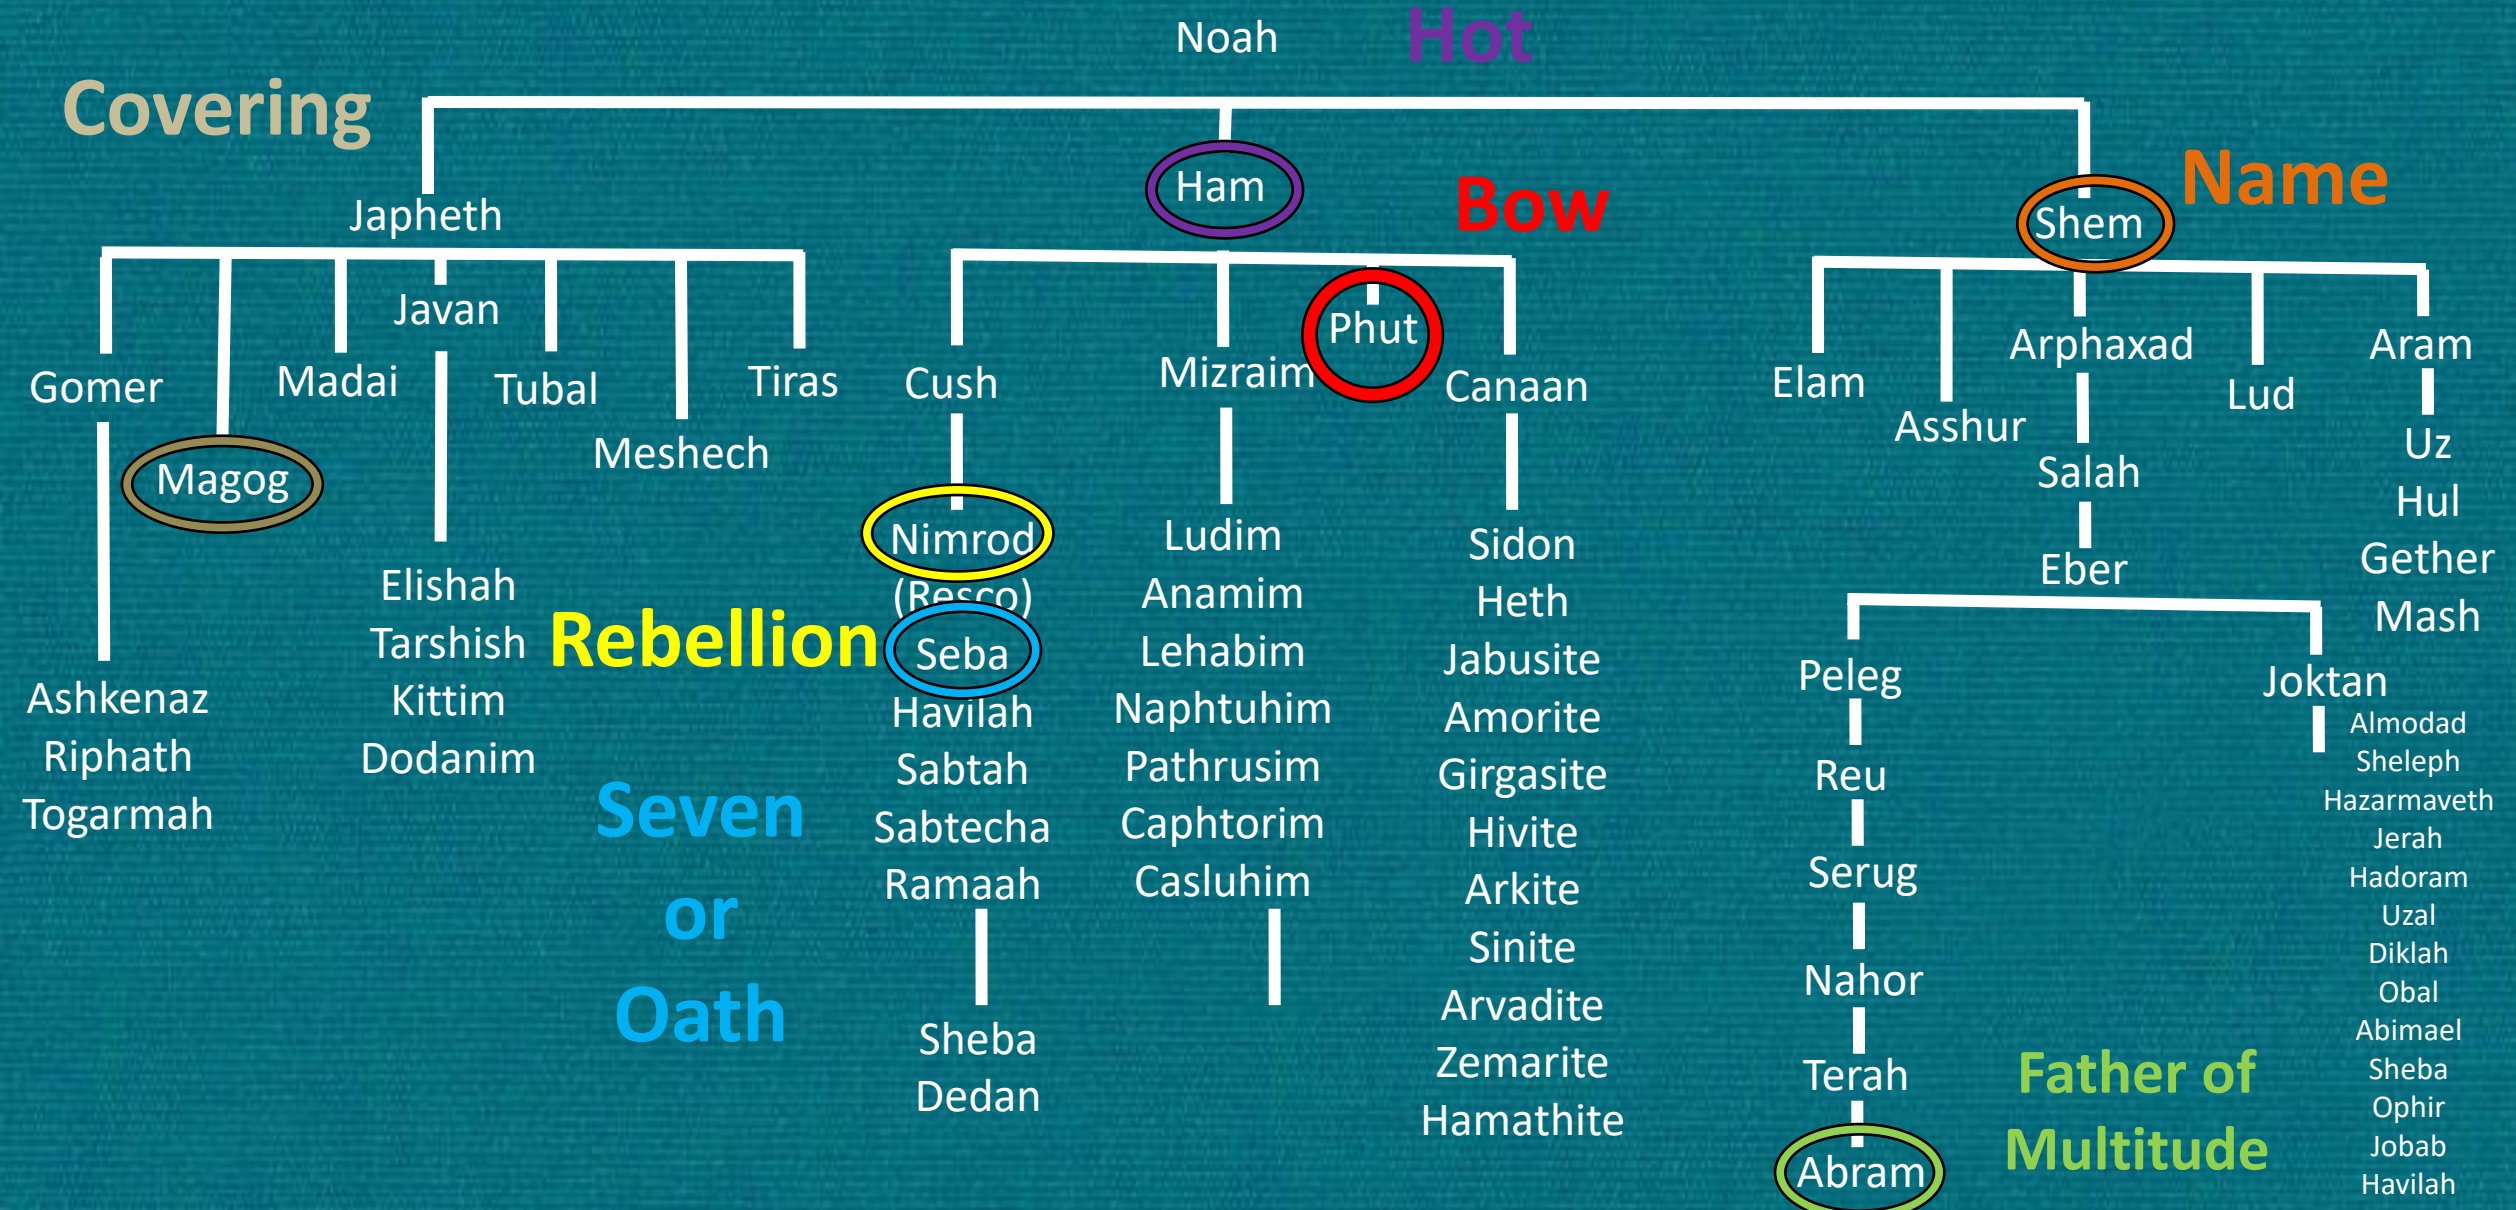 Noah
Hot
Covering
Japheth
Ham
Bow
Shem
Name
Gomer
Magog
Madai
Javan
Tubal
Meshech
Tiras
Ashkenaz
Riphath
Togarmah
Elishah
Tarshish
Kittim
Dodanim
Cush
Mizraim
Phut
Canaan
Nimrod
(Resco)
Seba
Havilah
Sabtah
Sabtecha
Ramaah
Sheba
Dedan
Rebellion
Seven
or
Oath
Ludim
Anamim
Lehabim
Naphtuhim
Pathrusim
Caphtorim
Casluhim
Sidon
Heth
Jabusite
Amorite
Girgasite
Hivite
Arkite
Sinite
Arvadite
Zemarite
Hamathite
Elam
Asshur
Arphaxad
Lud
Aram
Salah
Eber
Uz
Hul
Gether
Mash
Peleg
Reu
Serug
Nahor
Terah
Abram
Father of
Multitude
Joktan
Almodad
Sheleph
Hazarmaveth
Jerah
Hadoram
Uzal
Diklah
Obal
Abimael
Sheba
Ophir
Jobab
Havilah